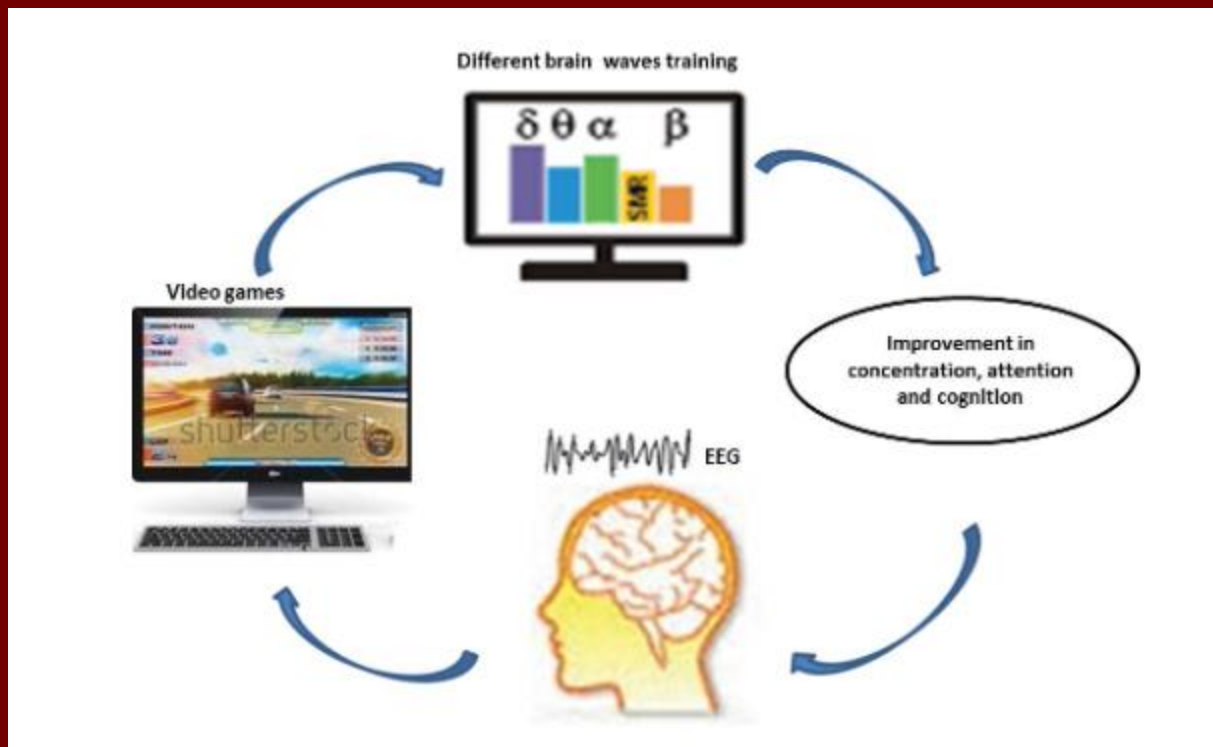 Different brain waves training
δ θ α β
SMR
Video games
shutterstock
Improvement in
concentration, attention
and cognition
EEG